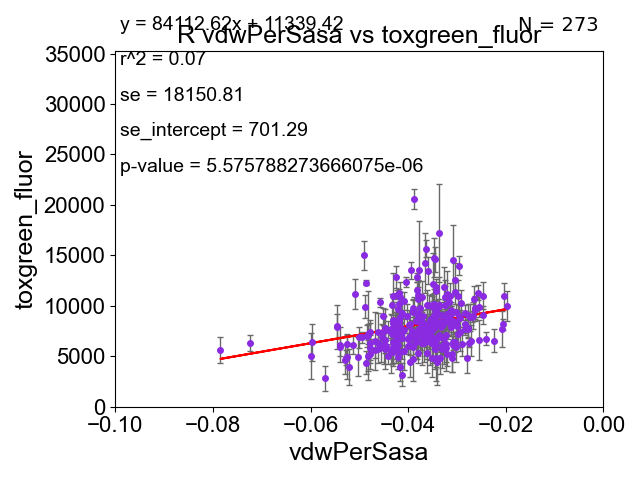 y = 84112.62x + 11339.42
N = 273
R vdwPerSasa vs toxgreen_fluor
r^2 = 0.07
se = 18150.81
se_intercept = 701.29
p-value = 5.575788273666075e-06
35000
30000
25000
20000
15000
10000
5000
0
toxgreen_fluor
−0.10 −0.08 −0.06 −0.04 −0.02 0.00
vdwPerSasa